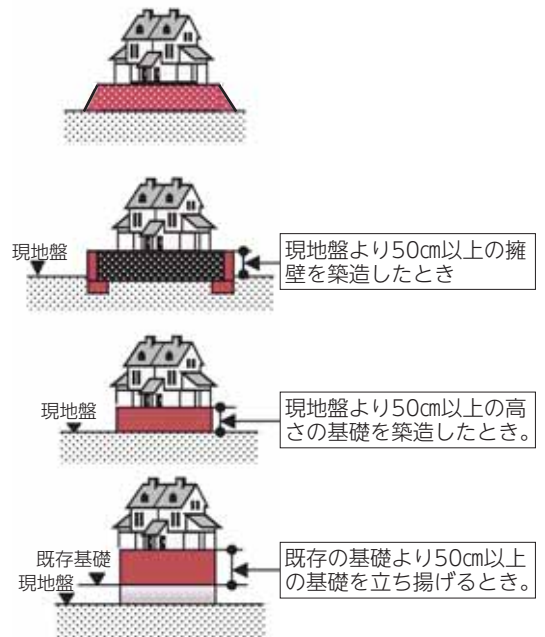 現地盤
現地盤より50㎝以上の擁
壁を築造したとき
現地盤
現地盤より50㎝以上の高
さの基礎を築造したとき。
既存基礎
現地盤
既存の基礎より50㎝以上
の基礎を立ち揚げるとき。